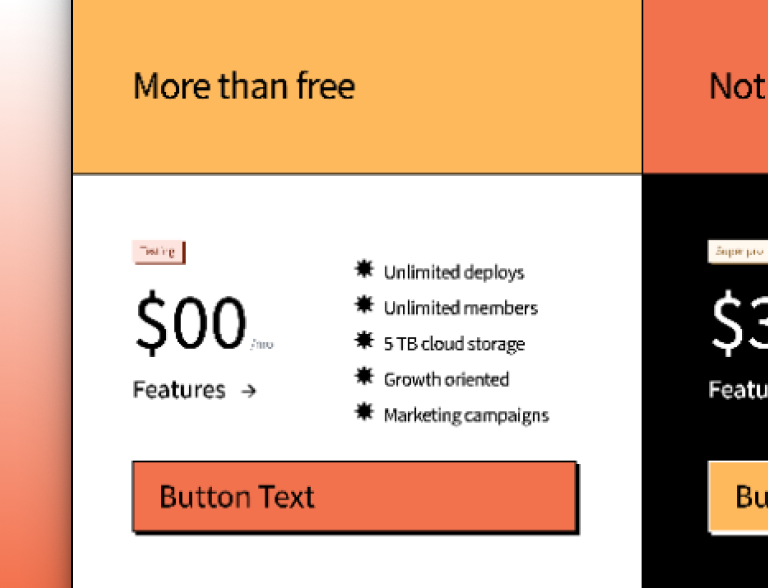 More than free
Not
Testing
$00 /mo
Features →
Unlimited deploys
Unlimited members
5 TB cloud storage
Growth oriented
Marketing campaigns
Button Text
Super pro
$3
Featu
Bu